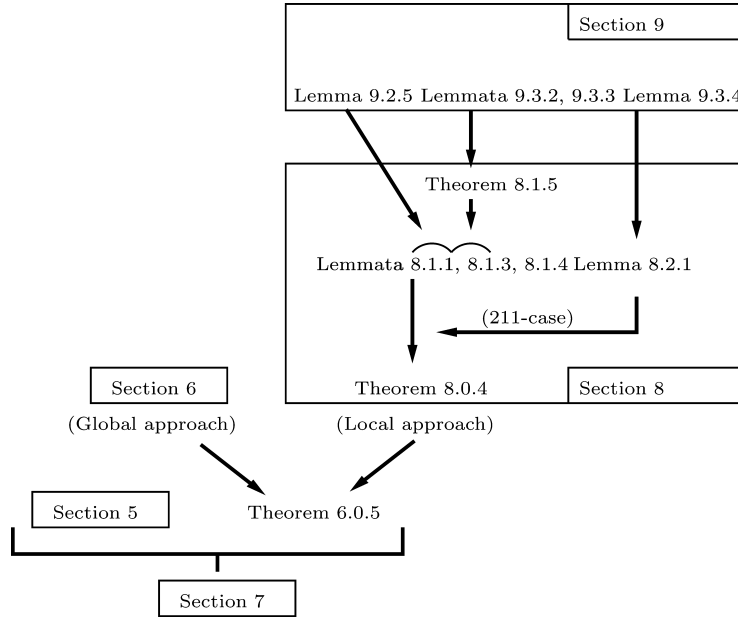 Section 9
Lemma 9.2.5 Lemmata 9.3.2, 9.3.3 Lemma 9.3.4
Theorem 8.1.5
Lemmata 8.1.1, 8.1.3, 8.1.4 Lemma 8.2.1
(211-case)
Section 6
Theorem 8.0.4
Section 8
(Global approach)
(Local approach)
Section 5
Theorem 6.0.5
Section 7